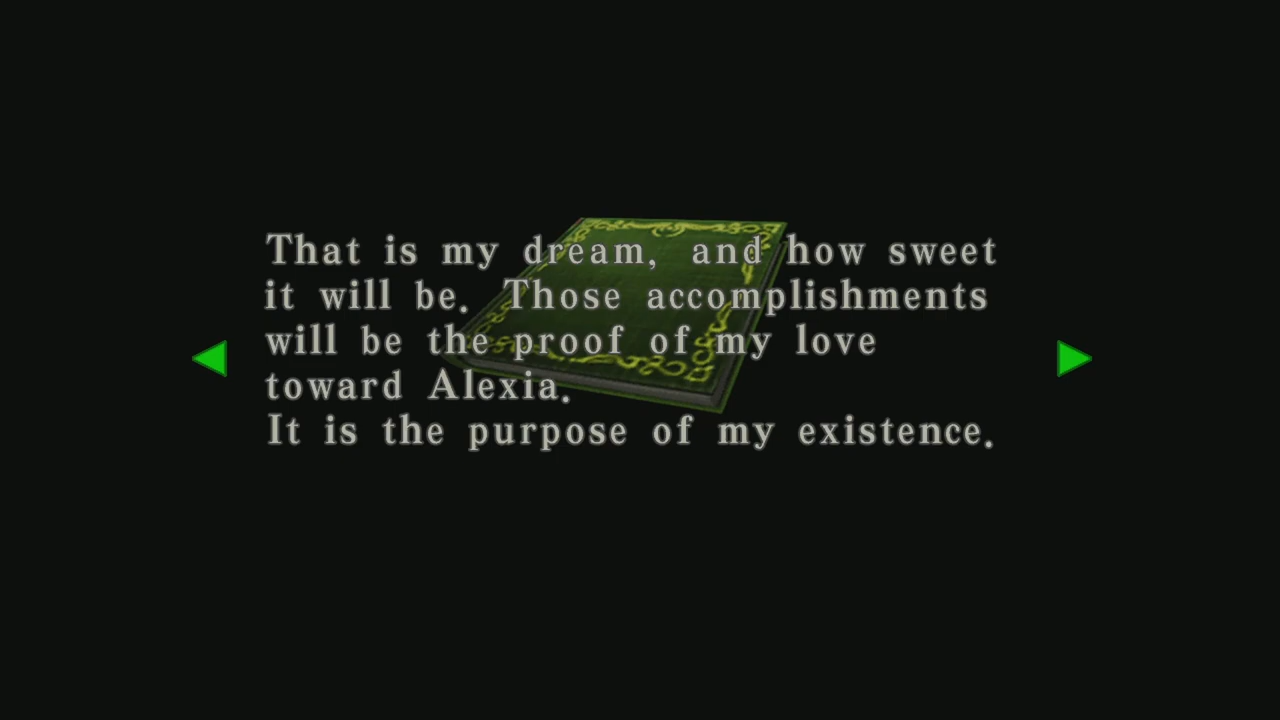 That is my dream, and how sweet
it will be. Those accomplishments
will be the proof of my love
toward Alexia.
It is the purpose of my existence.